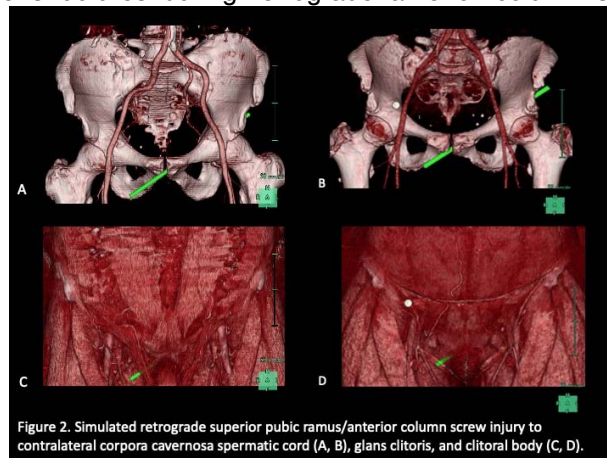 A
B
C
D
Figure 2. Simulated retrograde superior pubic ramus/anterior column screw injury to
contralateral corpora cavernosa spermatic cord (A, B), glans clitoris, and clitoral body (C, D).